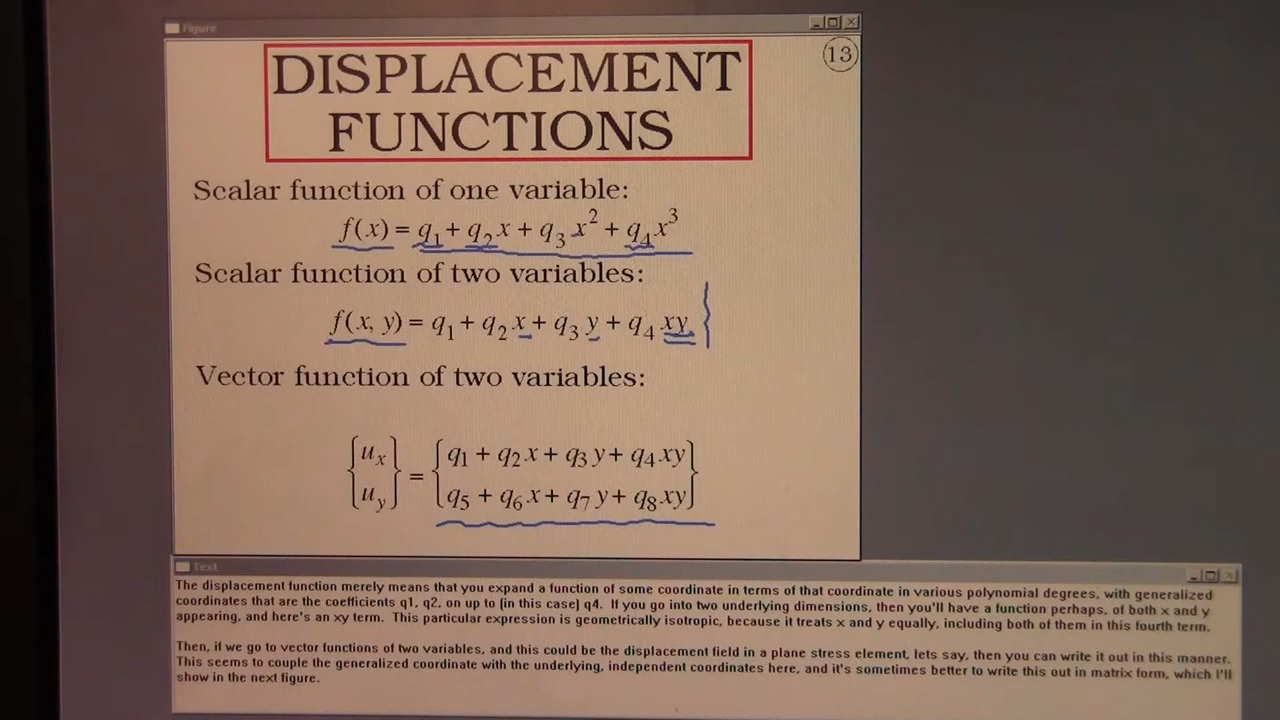 Figure
13
DISPLACEMENT
FUNCTIONS
Scalar function of one variable:
f(x) = q₁ + q₂x + q₃x² + q₄x³
Scalar function of two variables:
f(x, y) = q₁ + q₂x + q₃y + q₄xy
Vector function of two variables:
{uₓ} = {q₁ + q₂x + q₃y + q₄xy}
{u_y} {q₅ + q₆x + q₇y + q₈xy}
Text
The displacement function merely means that you expand a function of some coordinate in terms of that coordinate in various polynomial degrees, with generalized
coordinates that are the coefficients q1, q2, on up to (in this case) q4. If you go into two underlying dimensions, then you'll have a function perhaps, of both x and y
appearing, and here's an xy term. This particular expression is geometrically isotropic, because it treats x and y equally, including both of them in this fourth term.
Then, if we go to vector functions of two variables, and this could be the displacement field in a plane stress element, lets say, then you can write it out in this manner.
This seems to couple the generalized coordinate with the underlying, independent coordinates here, and it's sometimes better to write this out in matrix form, which I'll
show in the next figure.